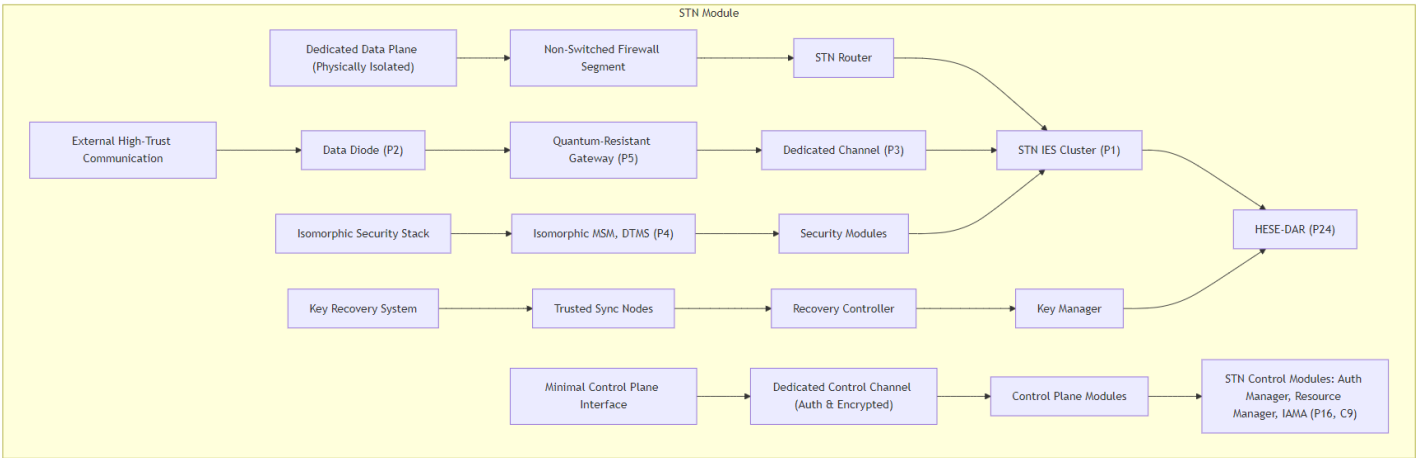 STN Module
Dedicated Data Plane
(Physically Isolated)
Non-Switched Firewall
Segment
STN Router
External High-Trust
Communication
Data Diode (P2)
Quantum-Resistant
Gateway (P5)
Dedicated Channel (P3)
STN IES Cluster (P1)
Isomorphic Security Stack
Isomorphic MSM, DTMS (P4)
Security Modules
HESE-DAR (P24)
Key Recovery System
Trusted Sync Nodes
Recovery Controller
Key Manager
Minimal Control Plane
Interface
Dedicated Control Channel
(Auth & Encrypted)
Control Plane Modules
STN Control Modules: Auth
Manager, Resource
Manager, IAMA (P16, C9)